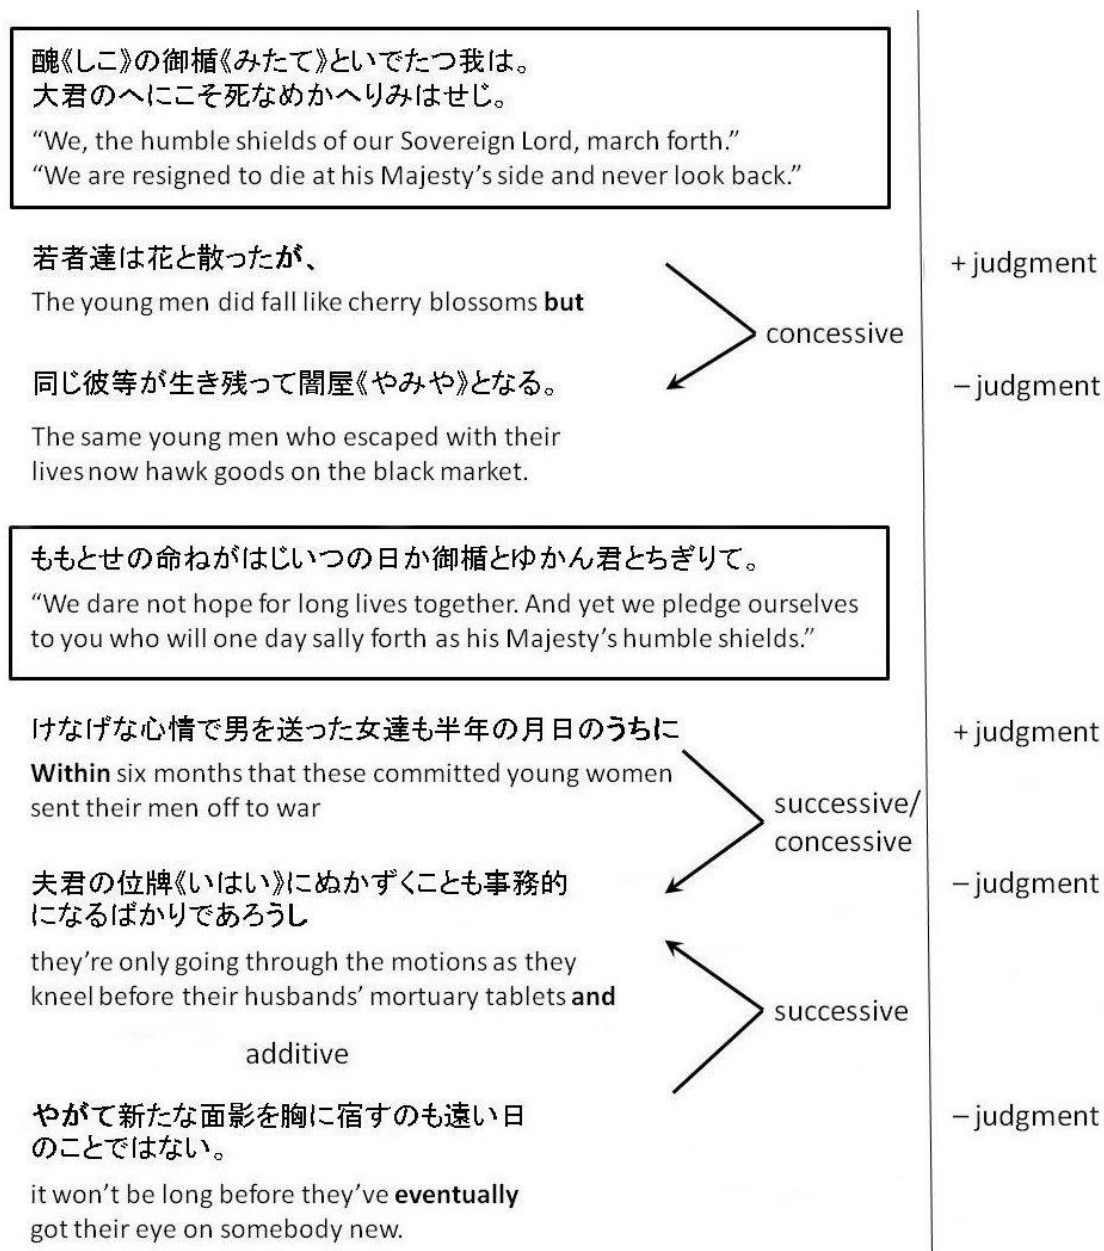 醜《しこ》の御楯《みたて》といでたつ我は。
大君のへにこそ死なめかへりみはせじ。
“We, the humble shields of our Sovereign Lord, march forth.”
“We are resigned to die at his Majesty’s side and never look back.”
若者達は花と散ったが、
+ judgment
The young men did fall like cherry blossoms but
concessive
同じ彼等が生き残って闇屋《やみや》となる。
– judgment
The same young men who escaped with their
lives now hawk goods on the black market.
ももとせの命ねがはじいつの日か御楯とゆかん君とちぎりて。
“We dare not hope for long lives together. And yet we pledge ourselves
to you who will one day sally forth as his Majesty’s humble shields.”
けなげな心情で男を送った女達も半年の月日のうちに
+ judgment
Within six months that these committed young women
sent their men off to war
successive/
concessive
夫君の位牌《いはい》にぬかずくことも事務的
になるばかりであろうし
– judgment
they’re only going through the motions as they
kneel before their husbands’ mortuary tablets and
successive
additive
やがて新たな面影を胸に宿すのも遠い日
のことではない。
– judgment
it won’t be long before they’ve eventually
got their eye on somebody new.